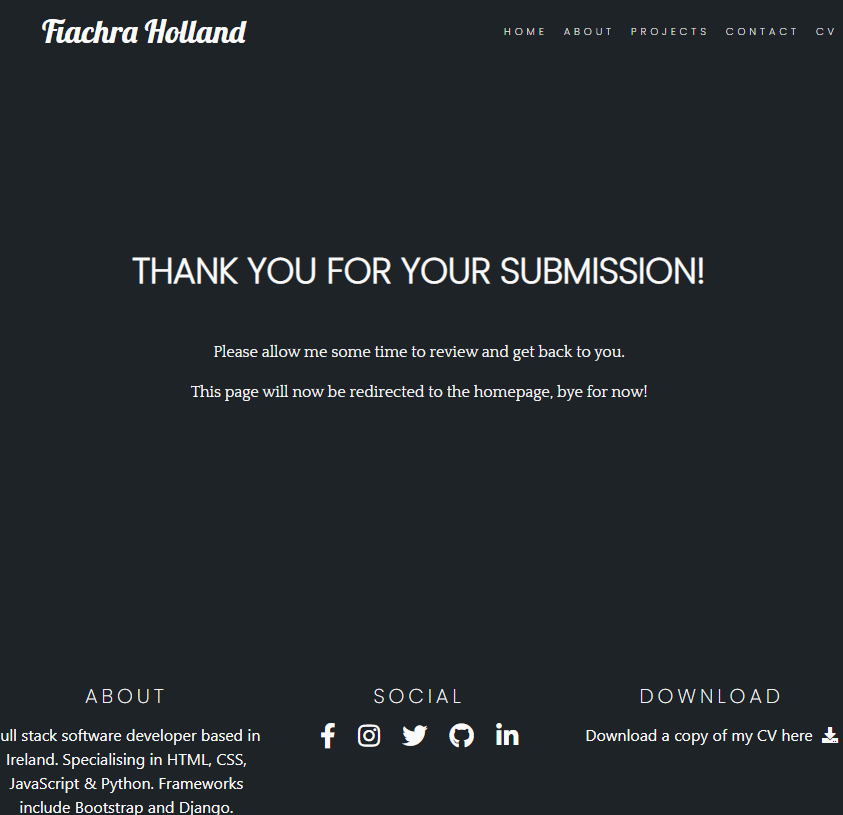 Fiachra Holland
HOME ABOUT PROJECTS CONTACT CV
THANK YOU FOR YOUR SUBMISSION!
Please allow me some time to review and get back to you.
This page will now be redirected to the homepage, bye for now!
ABOUT
ull stack software developer based in
Ireland. Specialising in HTML, CSS,
JavaScript & Python. Frameworks
include Bootstrap and Django.
SOCIAL
DOWNLOAD
Download a copy of my CV here